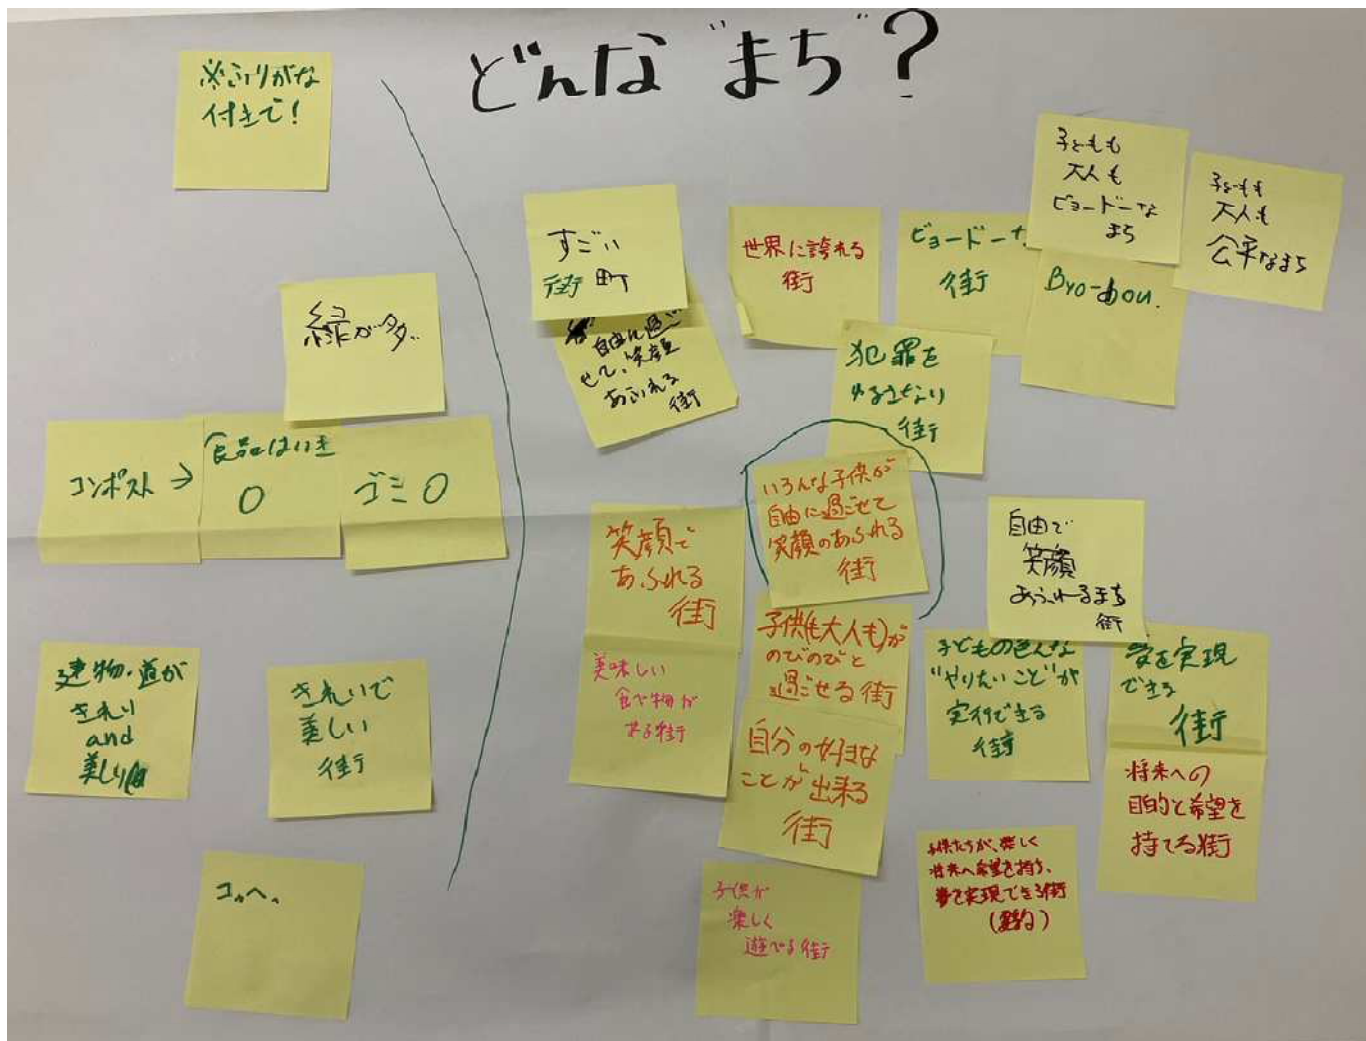 どんな"まち"?
※ふりがな
付きで!
緑が多
コンポスト→
食品はいき
0
ゴミ0
建物・道が
きれい
and
美しい
きれいで
美しい
街
すごい
街 町
自由に過ご
せて、笑顔
あふれる
街
世界に誇れる
街
ビョードーな
街
子どもも
大人も
ビョードーな
まち
子どもも
大人も
公平なまち
Byo-dou.
犯罪を
ゆるさない
街
いろんな子供が
自由に過ごせて
笑顔のあふれる
街
笑顔で
あふれる
街
美味しい
食べ物が
ある街
子供(も大人も)が
のびのびと
過ごせる街
自分の好きな
ことが出来る
街
子供が
楽しく
遊べる街
自由で
笑顔
あふれるまち
街
子どもの色んな
"やりたいこと"が
実行できる
街
夢を実現
できる
街
将来への
目的と希望を
持てる街
子供たちが、楽しく
将来へ希望を持ち、
夢を実現できる街